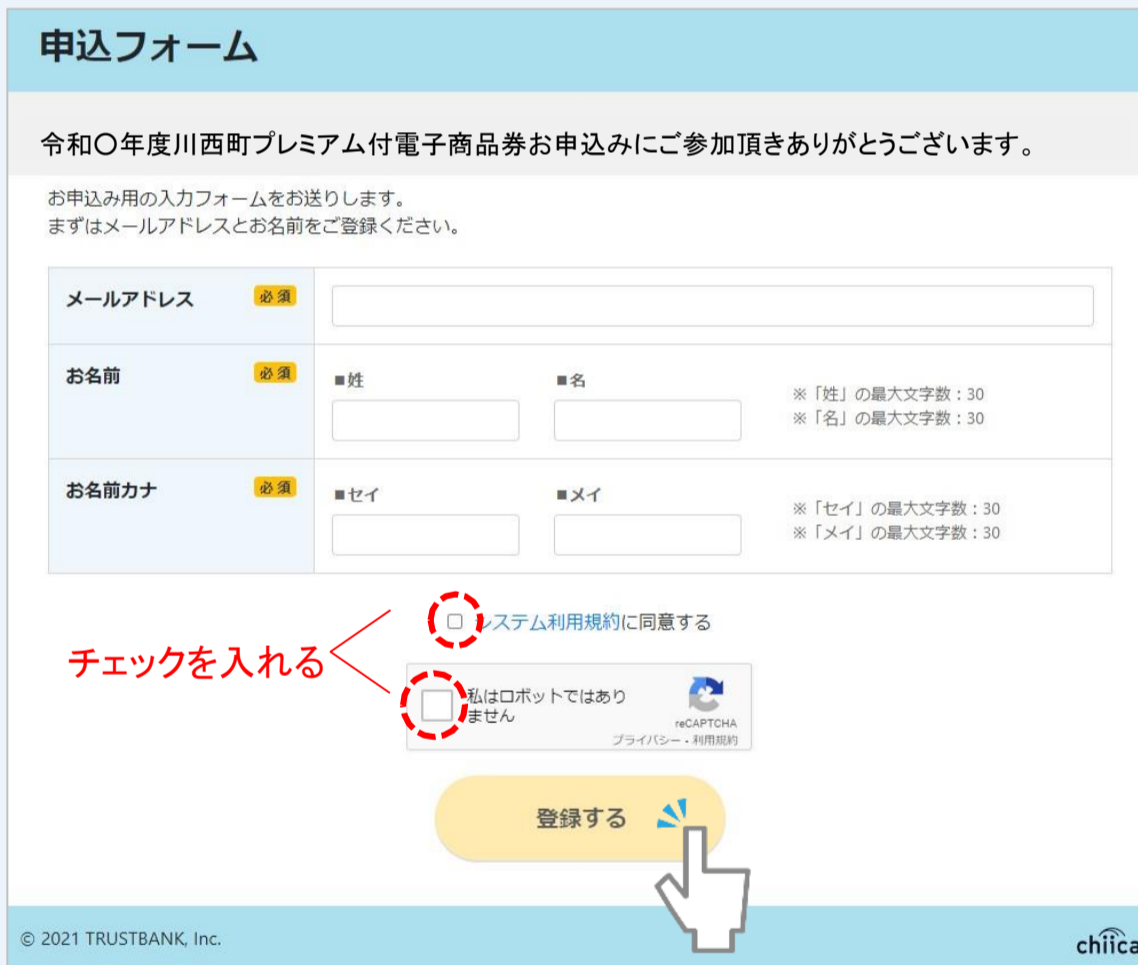 申込フォーム
令和〇年度川西町プレミアム付電子商品券お申込みにご参加頂きありがとうございます。
お申込み用の入力フォームをお送りします。
まずはメールアドレスとお名前をご登録ください。
メールアドレス 必須
お名前 必須 ■姓 ■名
※「姓」の最大文字数：30
※「名」の最大文字数：30
お名前カナ 必須 ■セイ ■メイ
※「セイ」の最大文字数：30
※「メイ」の最大文字数：30
システム利用規約に同意する
チェックを入れる
私はロボットではあり
ません
reCAPTCHA
プライバシー - 利用規約
登録する
© 2021 TRUSTBANK, Inc.
chiica